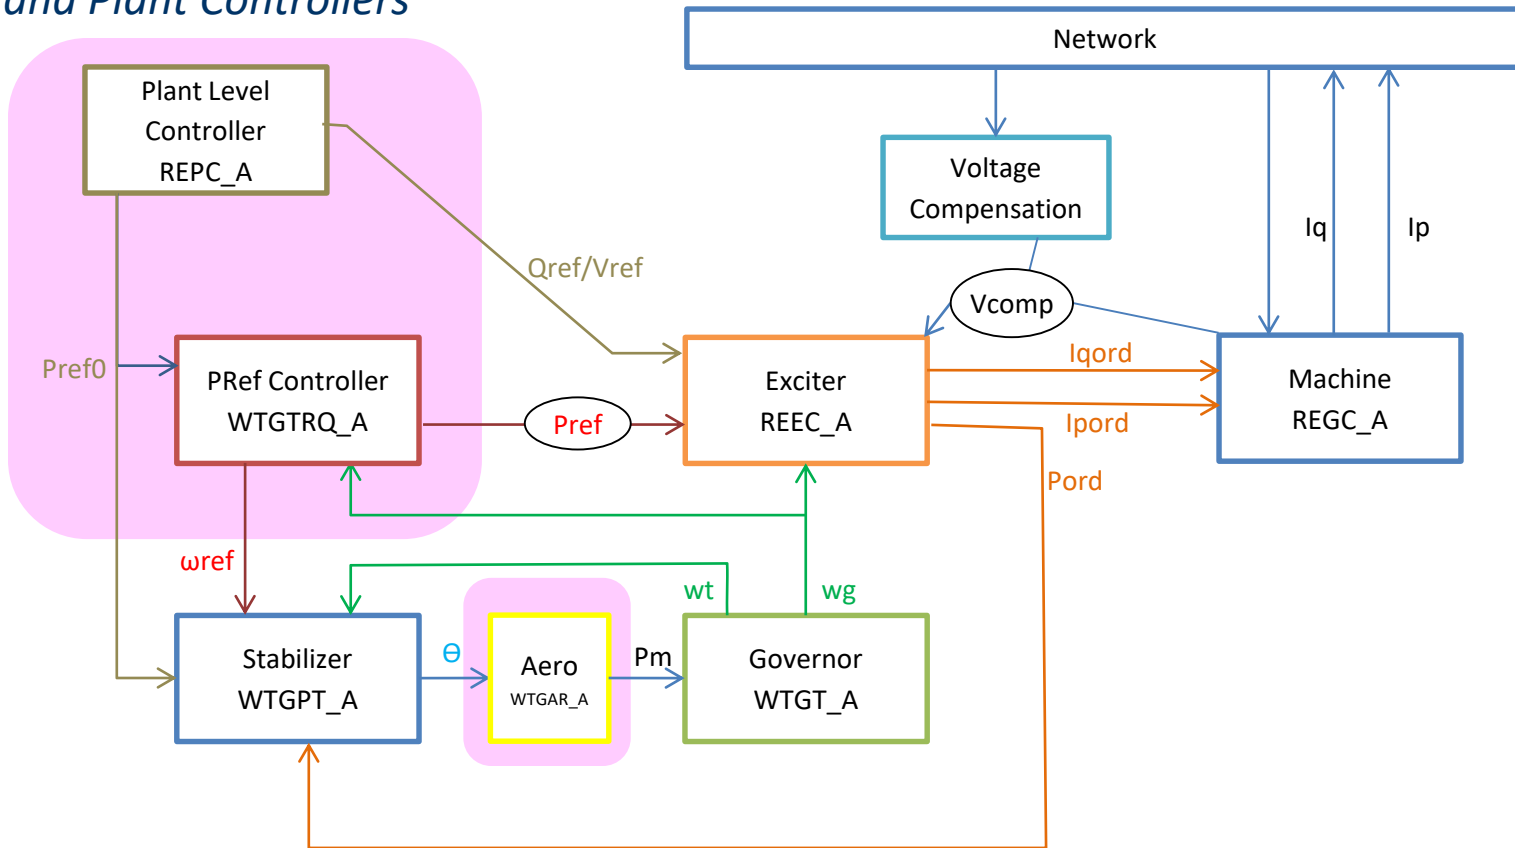 and Plant Controllers
Network
Plant Level
Controller
REPC_A
Voltage
Compensation
Iq
Ip
Qref/Vref
Vcomp
Pref0
PRef Controller
WTGTRQ_A
Pref
Exciter
REEC_A
Iqord
Ipord
Machine
REGC_A
Pord
ωref
wt
wg
Stabilizer
WTGPT_A
Θ
Aero
WTGAR_A
Pm
Governor
WTGT_A